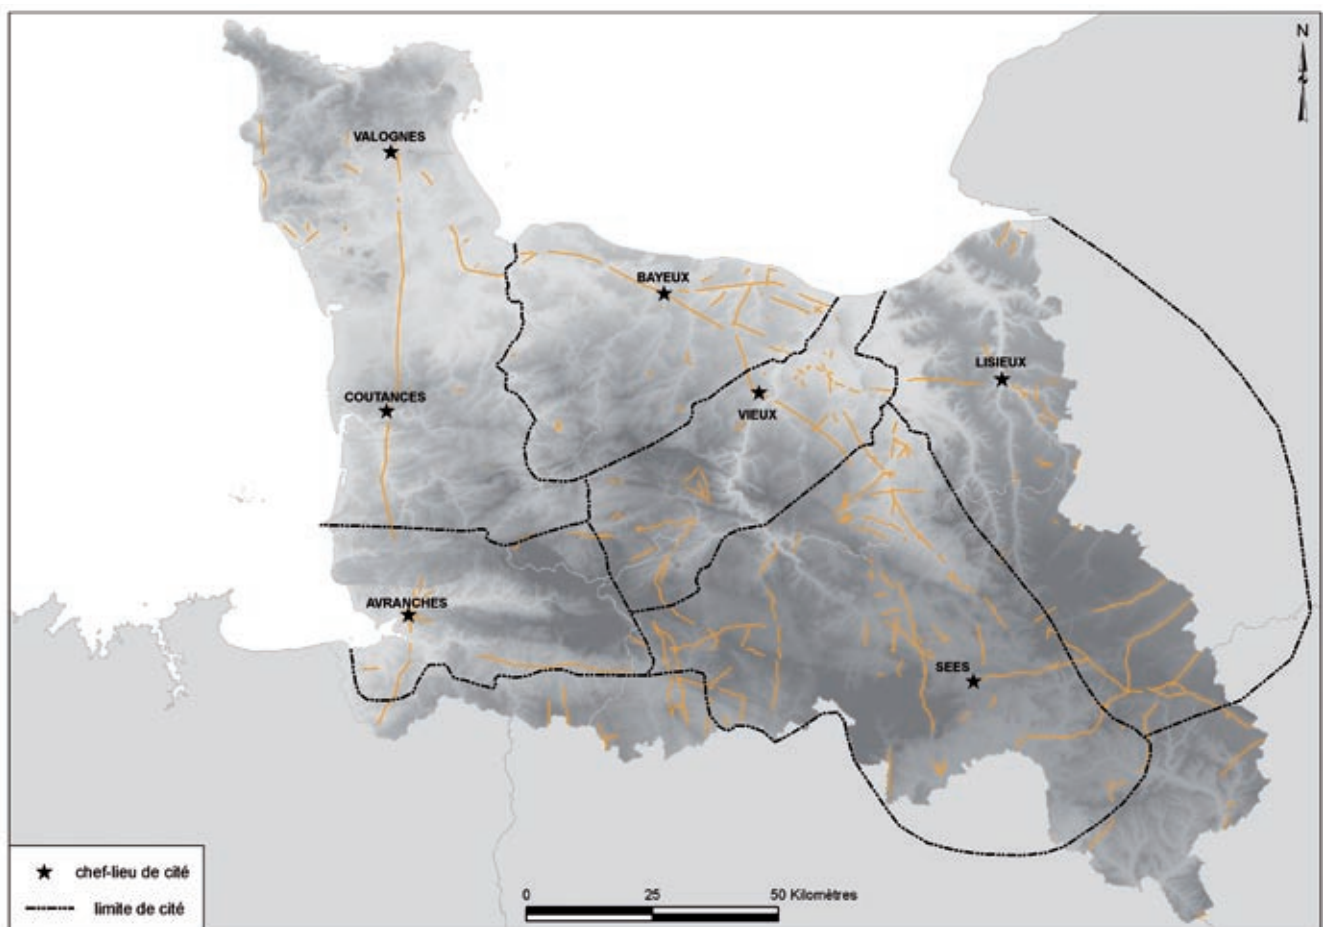 N
VALOGNES
BAYEUX
LISIEUX
COUTANCES
VIEUX
AVRANCHES
SEES
chef-lieu de cité
limite de cité
0 25 50 Kilomètres